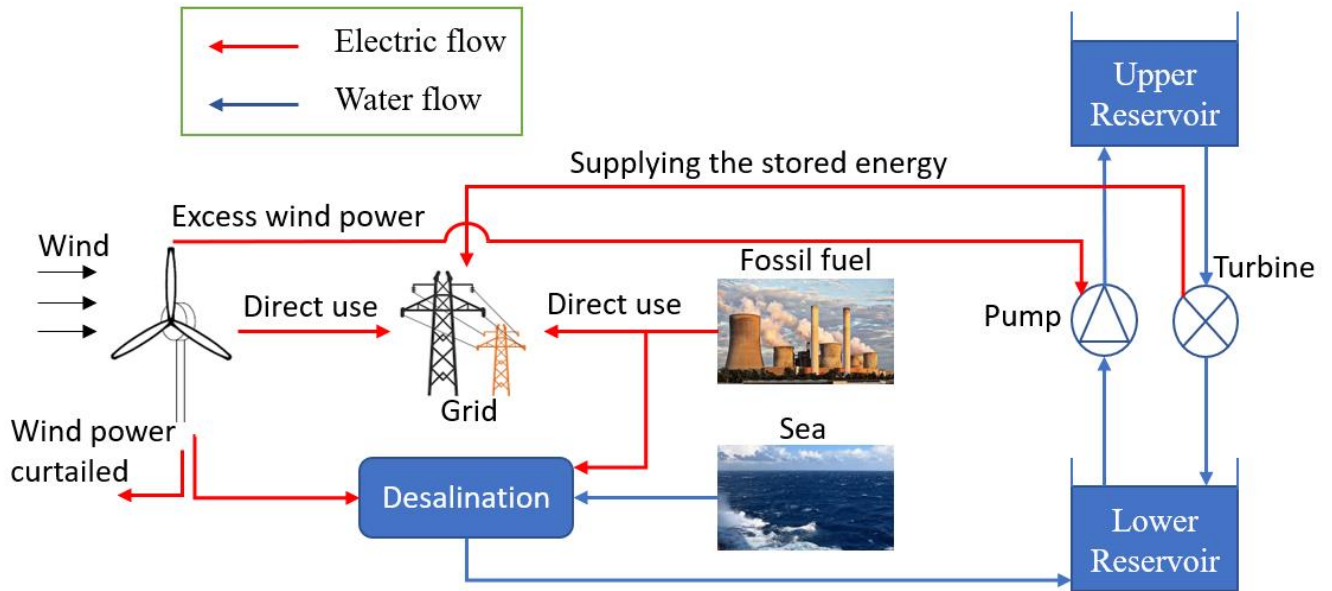 Electric flow
Water flow
Upper
Reservoir
Supplying the stored energy
Excess wind power
Wind
Fossil fuel
Turbine
Direct use
Direct use
Pump
Grid
Wind power
curtailed
Sea
Desalination
Lower
Reservoir